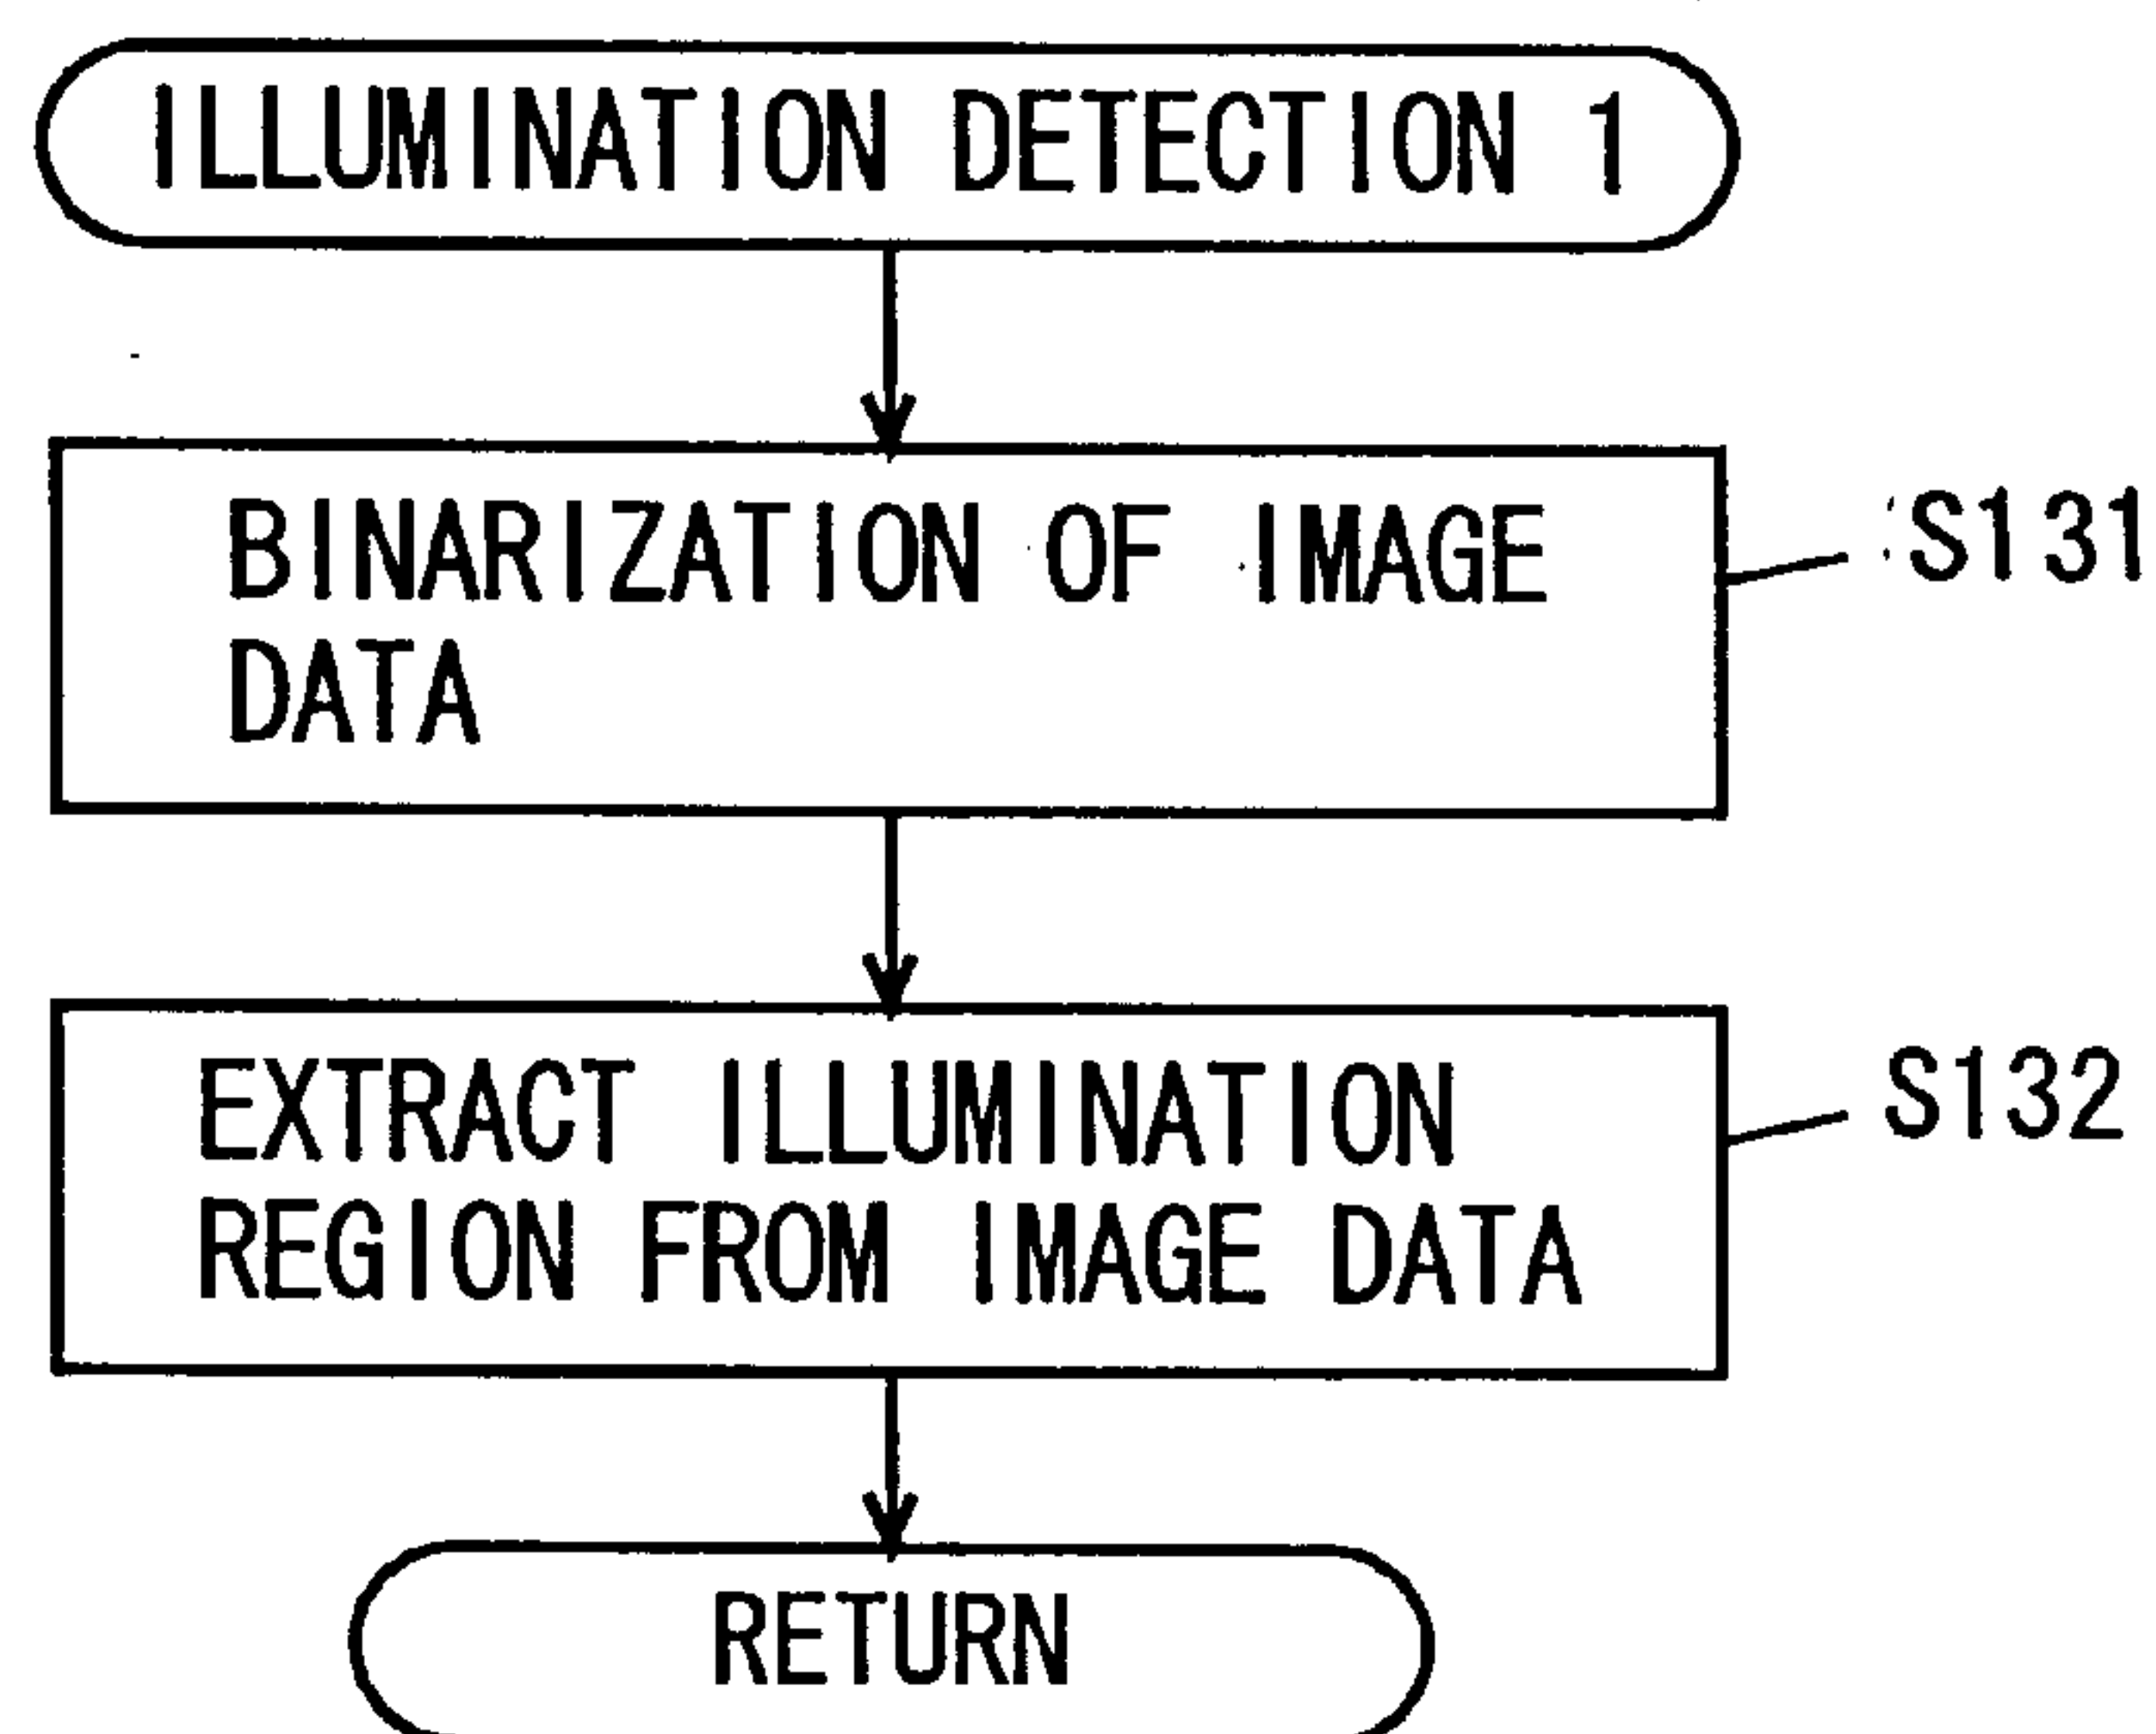 ILLUMINATION DETECTION 1
BINARIZATION OF IMAGE
DATA
S131
EXTRACT ILLUMINATION
REGION FROM IMAGE DATA
S132
RETURN